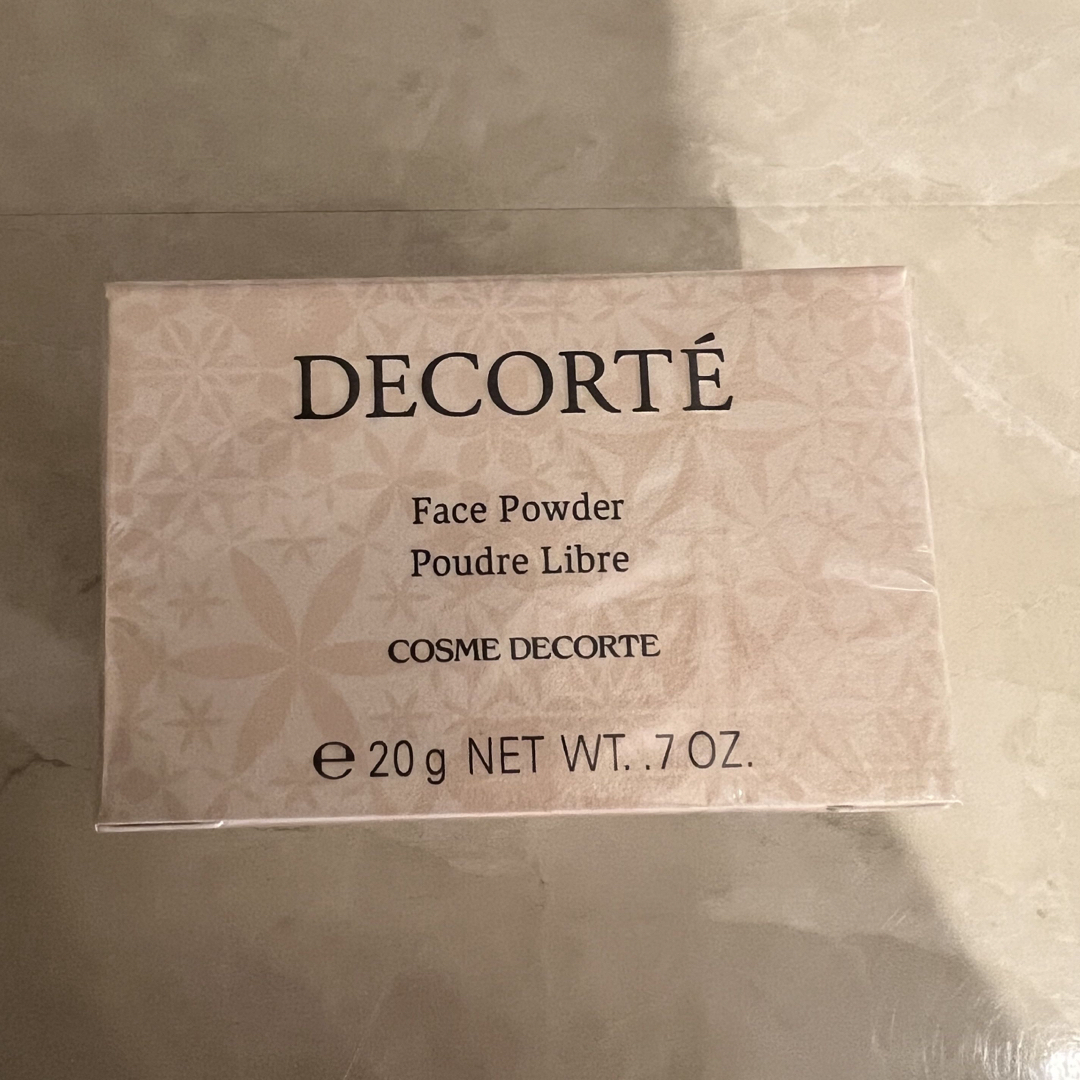 DECORTÉ
Face Powder
Poudre Libre
COSME DECORTE
℮ 20 g NET WT. .7 OZ.